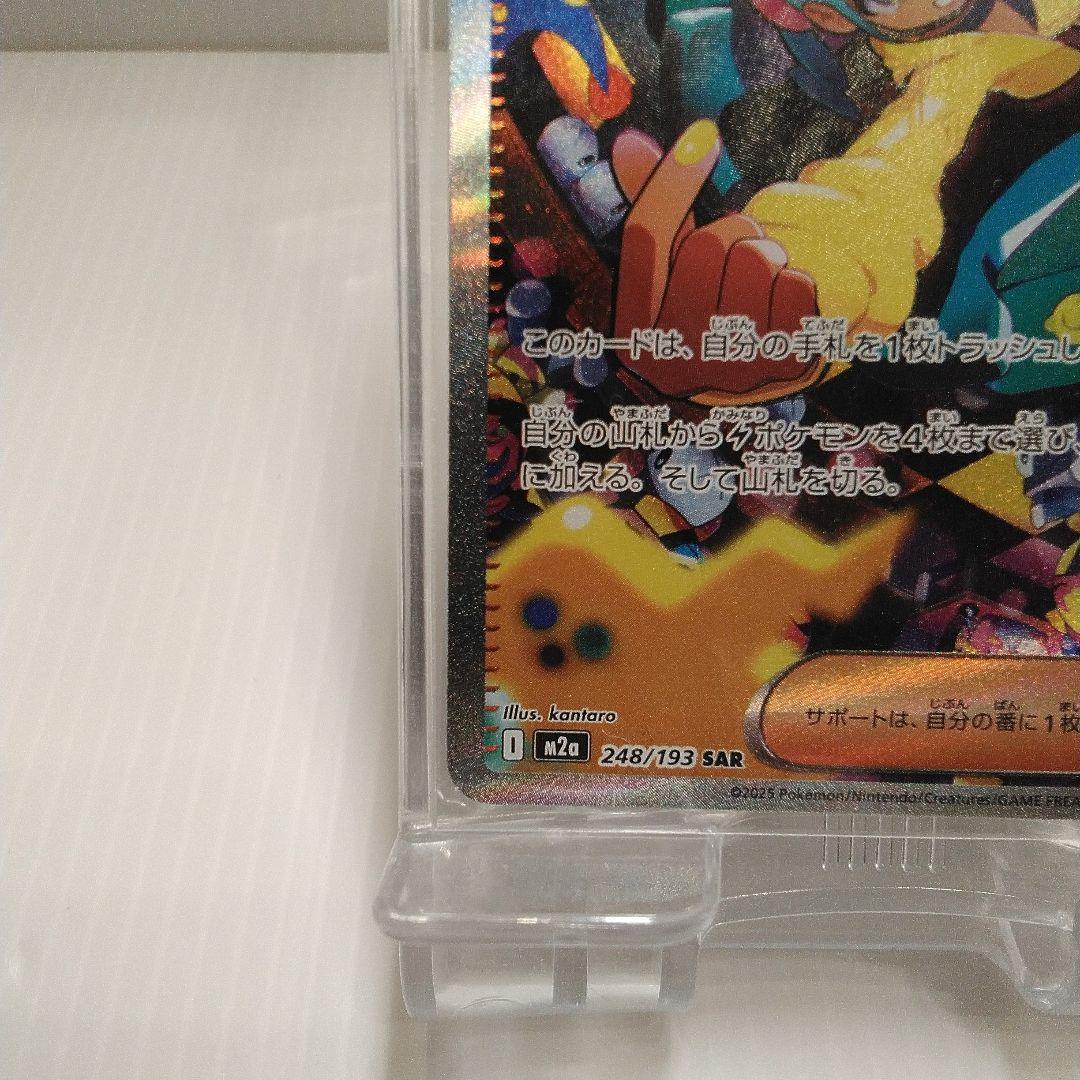 このカードは、自分の手札を1枚トラッシュし
自分の山札から ポケモンを4枚まで選び、
に加える。そして山札を切る。
サポートは、自分の番に1枚
Illus. kantaro
I m2a 248/193 SAR
©2025 Pokémon/Nintendo/Creatures/GAME FREA